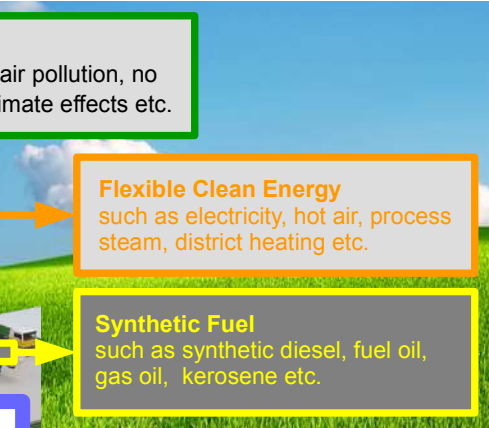 air pollution, no
imate effects etc.
Flexible Clean Energy
such as electricity, hot air, process
steam, district heating etc.
Synthetic Fuel
such as synthetic diesel, fuel oil,
gas oil, kerosene etc.